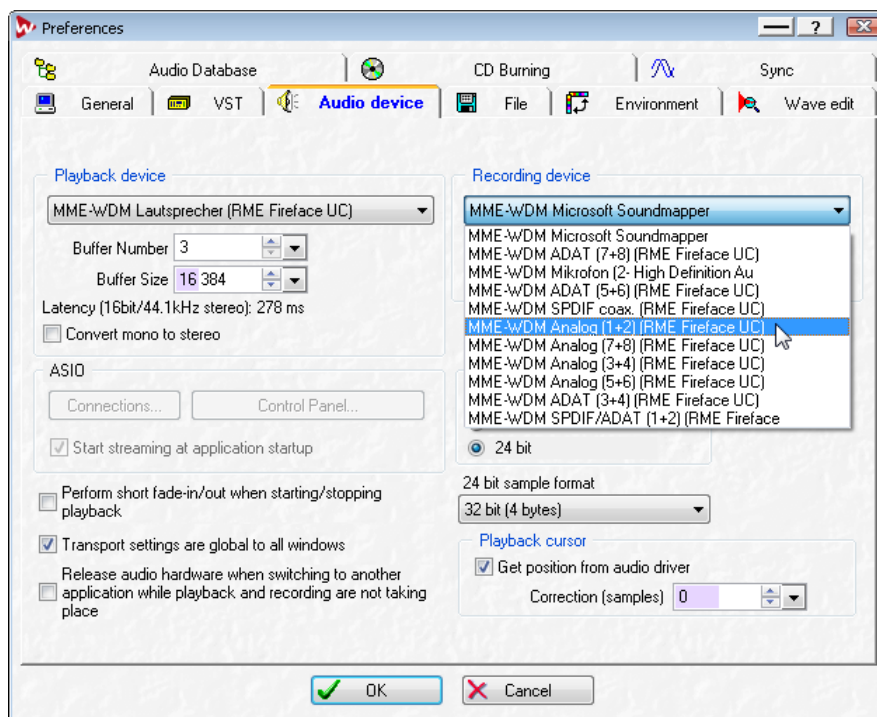 Preferences
?
Audio Database
CD Burning
Sync
General
VST
Audio device
File
Environment
Wave edit
Playback device
MME-WDM Lautsprecher (RME Fireface UC)
Buffer Number 3
Buffer Size 16 384
Latency (16bit/44.1kHz stereo): 278 ms
Convert mono to stereo
ASIO
Connections...
Control Panel...
Start streaming at application startup
Perform short fade-in/out when starting/stopping
playback
Transport settings are global to all windows
Release audio hardware when switching to another
application while playback and recording are not taking
place
Recording device
MME-WDM Microsoft Soundmapper
MME-WDM Microsoft Soundmapper
MME-WDM ADAT (7+8) (RME Fireface UC)
MME-WDM Mikrofon (2- High Definition Au
MME-WDM ADAT (5+6) (RME Fireface UC)
MME-WDM SPDIF coax. (RME Fireface UC)
MME-WDM Analog (1+2) (RME Fireface UC)
MME-WDM Analog (7+8) (RME Fireface UC)
MME-WDM Analog (3+4) (RME Fireface UC)
MME-WDM Analog (5+6) (RME Fireface UC)
MME-WDM ADAT (3+4) (RME Fireface UC)
MME-WDM SPDIF/ADAT (1+2) (RME Fireface
24 bit
24 bit sample format
32 bit (4 bytes)
Playback cursor
Get position from audio driver
Correction (samples) 0
OK
Cancel